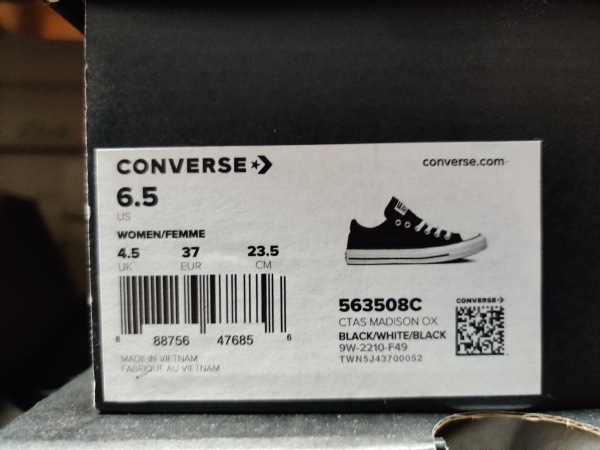 CONVERSE
converse.com
6.5
US
WOMEN/FEMME
4.5 37 23.5
UK EUR CM
6 88756 47685 6
MADE IN VIETNAM
FABRIQUÉ AU VIETNAM
563508C
CTAS MADISON OX
BLACK/WHITE/BLACK
9W-2210-F49
TWN5J43700052
CONVERSE